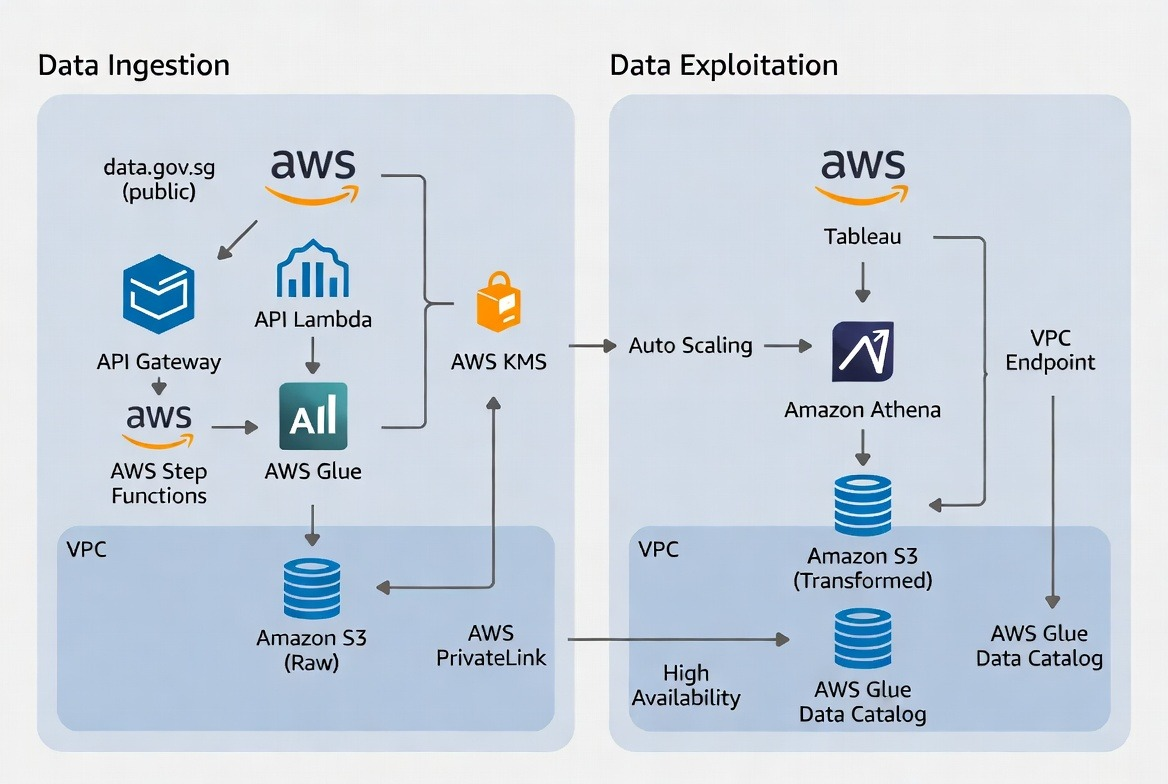 Data Ingestion
data.gov.sg
(public)
aws
API Lambda
API Gateway
aws
AWS Step
Functions
AII
AWS Glue
AWS KMS
VPC
Amazon S3
(Raw)
AWS
PrivateLink
Data Exploitation
aws
Tableau
Auto Scaling
Amazon Athena
VPC
Endpoint
VPC
Amazon S3
(Transformed)
High
Availability
AWS Glue
Data Catalog
AWS Glue
Data Catalog